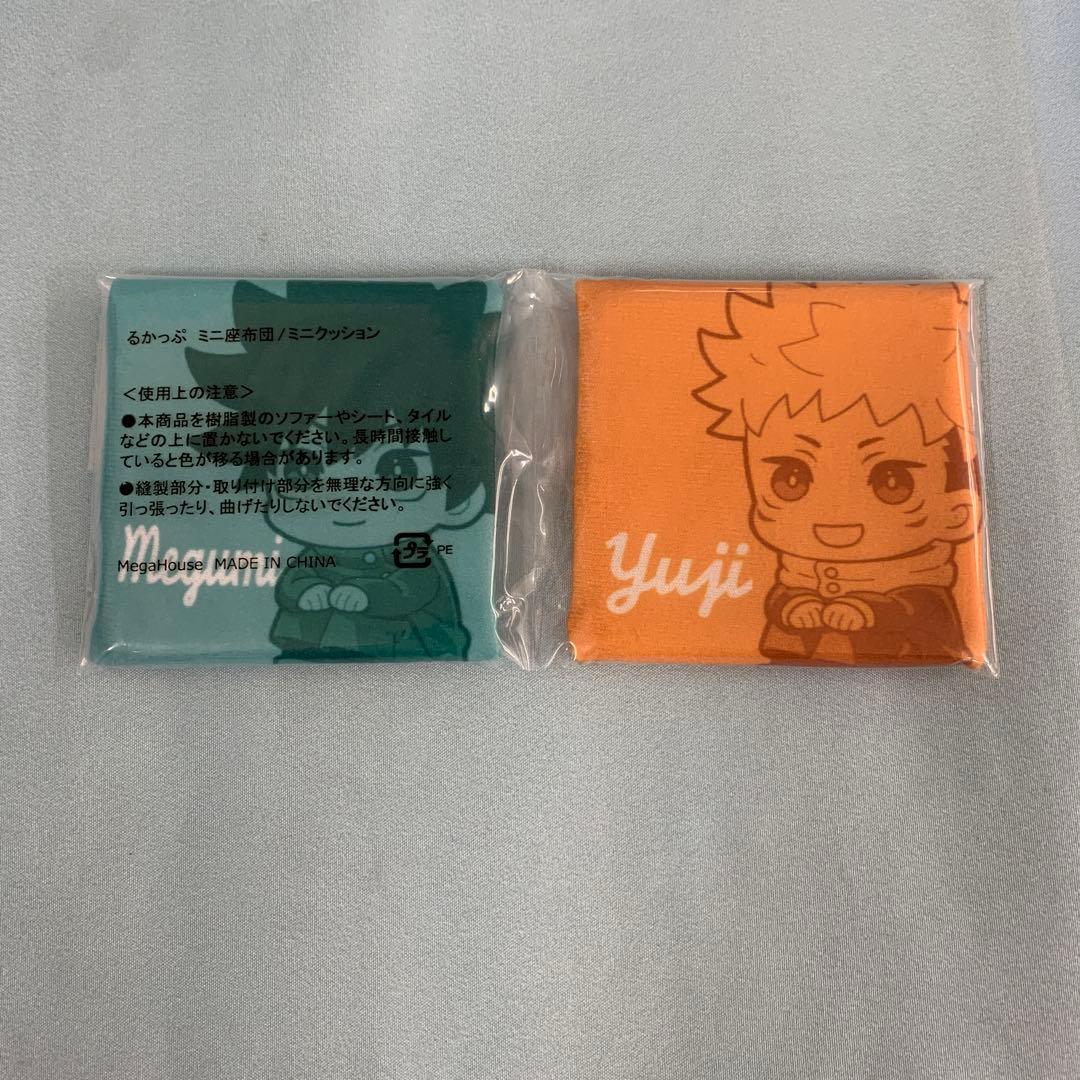 るかっぷ ミニ座布団/ミニクッション
＜使用上の注意＞
●本商品を樹脂製のソファーやシート、タイル
などの上に置かないでください。長時間接触し
ていると色が移る場合があります。
●縫製部分・取り付け部分を無理な方向に強く
引っ張ったり、曲げたりしないでください。
Megumi
プラ PE
MegaHouse MADE IN CHINA
Yuji